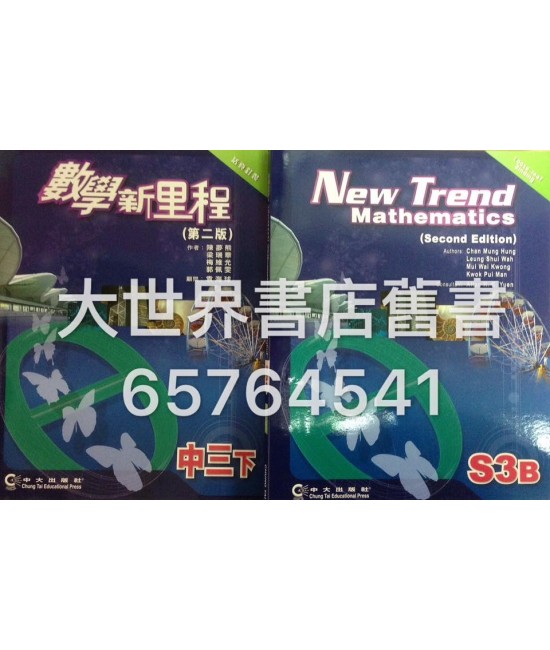 數學新里程
(第二版)
作者: 陳夢熊
梁瑞華
梅維光
郭佩雯
中三下
中大出版社
Chung Tai Educational Press
New Trend
Mathematics
(Second Edition)
Authors: Chen Mung Hung
Leung Shui Wah
Mui Wai Kwong
Kwok Pui Man
Yuen
S3B
中大出版社
Chung Tai Educational Press
大世界書店舊書
65764541